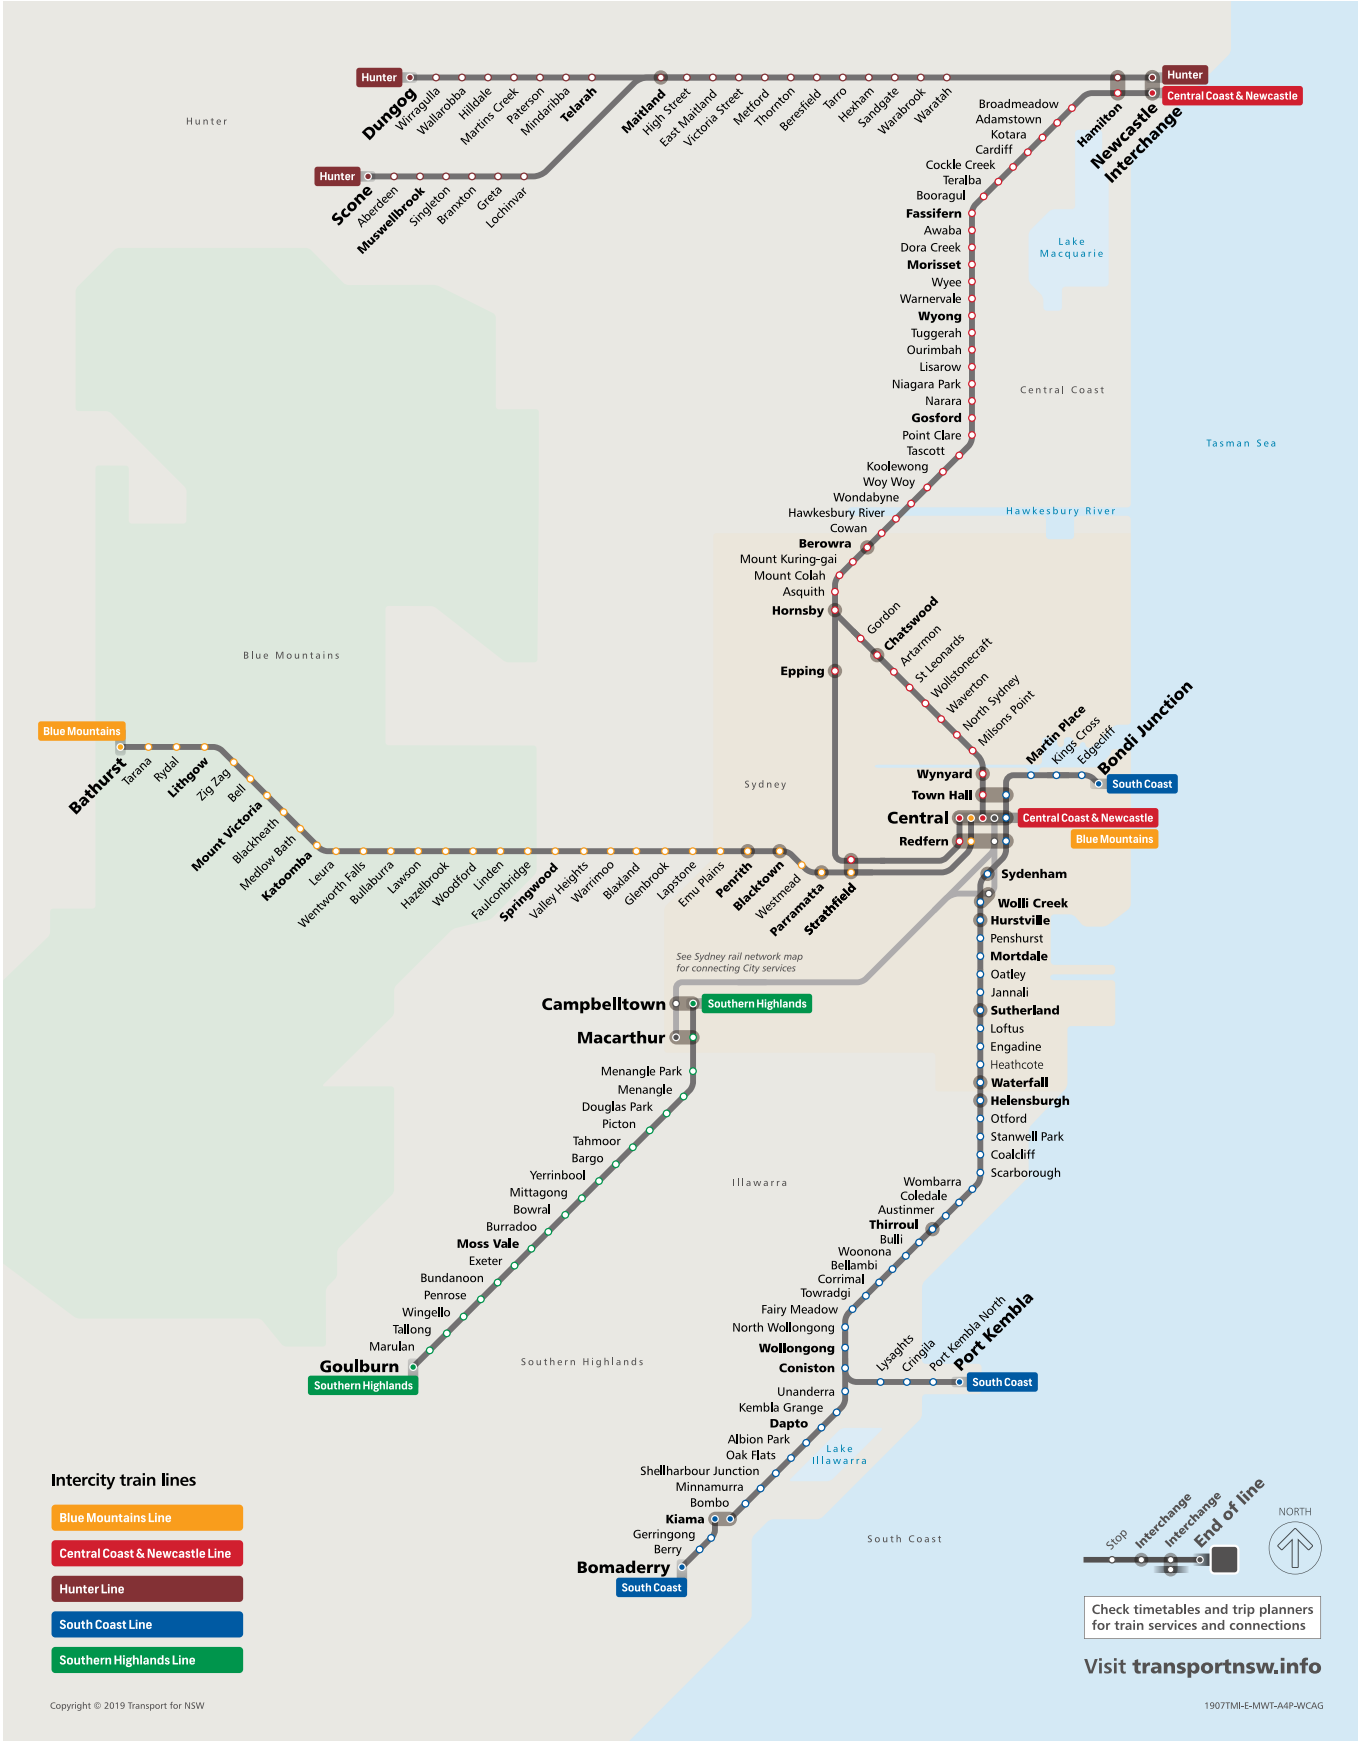 Hunter
Dungog
Wirragulla
Wallarobba
Hilldale
Martins Creek
Paterson
Mindaribba
Telarah
Maitland
High Street
East Maitland
Victoria Street
Metford
Thornton
Beresfield
Tarro
Hexham
Sandgate
Warabrook
Waratah
Hamilton
Newcastle
Interchange
Hunter
Central Coast & Newcastle
Hunter
Hunter
Scone
Aberdeen
Muswellbrook
Singleton
Branxton
Greta
Lochinvar
Broadmeadow
Adamstown
Kotara
Cardiff
Cockle Creek
Teralba
Booragul
Fassifern
Awaba
Dora Creek
Morisset
Wyee
Warnervale
Wyong
Tuggerah
Ourimbah
Lisarow
Niagara Park
Narara
Gosford
Point Clare
Tascott
Koolewong
Woy Woy
Wondabyne
Hawkesbury River
Cowan
Berowra
Mount Kuring-gai
Mount Colah
Asquith
Hornsby
Lake
Macquarie
Central Coast
Tasman Sea
Hawkesbury River
Epping
Gordon
Chatswood
Artarmon
St Leonards
Wollstonecraft
Waverton
North Sydney
Milsons Point
Wynyard
Town Hall
Central
Redfern
Martin Place
Kings Cross
Edgecliff
Bondi Junction
South Coast
Central Coast & Newcastle
Blue Mountains
Sydney
Blue Mountains
Blue Mountains
Bathurst
Tarana
Rydal
Lithgow
Zig Zag
Bell
Mount Victoria
Blackheath
Medlow Bath
Katoomba
Leura
Wentworth Falls
Bullaburra
Lawson
Hazelbrook
Woodford
Linden
Faulconbridge
Springwood
Valley Heights
Warrimoo
Blaxland
Glenbrook
Lapstone
Emu Plains
Penrith
Blacktown
Westmead
Parramatta
Strathfield
Sydenham
Wolli Creek
Hurstville
Penshurst
Mortdale
Oatley
Jannali
Sutherland
Loftus
Engadine
Heathcote
Waterfall
Helensburgh
Otford
Stanwell Park
Coalcliff
Scarborough
Wombarra
Coledale
Austinmer
Thirroul
Bulli
Woonona
Bellambi
Corrimal
Towradgi
Fairy Meadow
North Wollongong
Wollongong
Coniston
Lysaghts
Cringila
Port Kembla North
Port Kembla
South Coast
Unanderra
Kembla Grange
Dapto
Albion Park
Oak Flats
Shellharbour Junction
Minnamurra
Bombo
Kiama
Gerringong
Berry
Bomaderry
South Coast
Lake
Illawarra
South Coast
Illawarra
See Sydney rail network map
for connecting City services
Campbelltown
Southern Highlands
Macarthur
Menangle Park
Menangle
Douglas Park
Picton
Tahmoor
Bargo
Yerrinbool
Mittagong
Bowral
Burradoo
Moss Vale
Exeter
Bundanoon
Penrose
Wingello
Tallong
Marulan
Goulburn
Southern Highlands
Southern Highlands
Intercity train lines
Blue Mountains Line
Central Coast & Newcastle Line
Hunter Line
South Coast Line
Southern Highlands Line
Copyright © 2019 Transport for NSW
Stop
Interchange
Interchange
End of line
NORTH
Check timetables and trip planners
for train services and connections
Visit transportnsw.info
1907TMI-E-MWT-A4P-WCAG